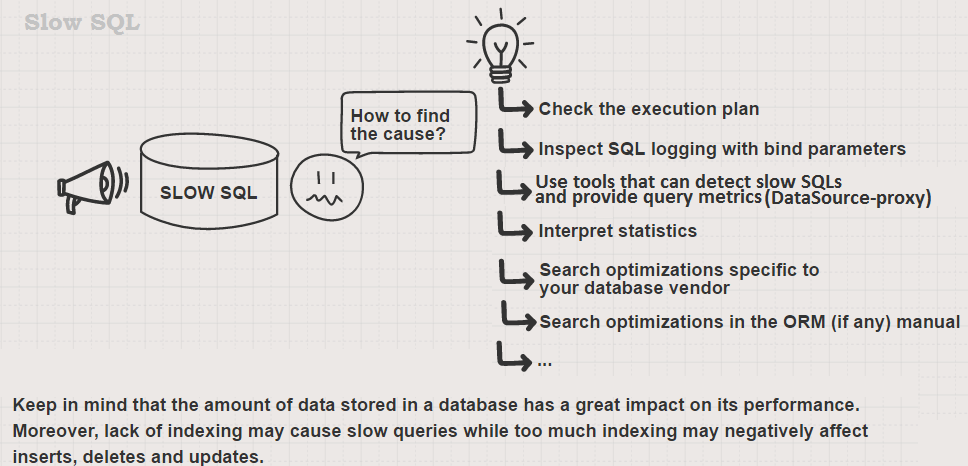 Slow SQL
How to find
the cause?
SLOW SQL
Check the execution plan
Inspect SQL logging with bind parameters
Use tools that can detect slow SQLs
and provide query metrics (DataSource-proxy)
Interpret statistics
Search optimizations specific to
your database vendor
Search optimizations in the ORM (if any) manual
...
Keep in mind that the amount of data stored in a database has a great impact on its performance.
Moreover, lack of indexing may cause slow queries while too much indexing may negatively affect
inserts, deletes and updates.